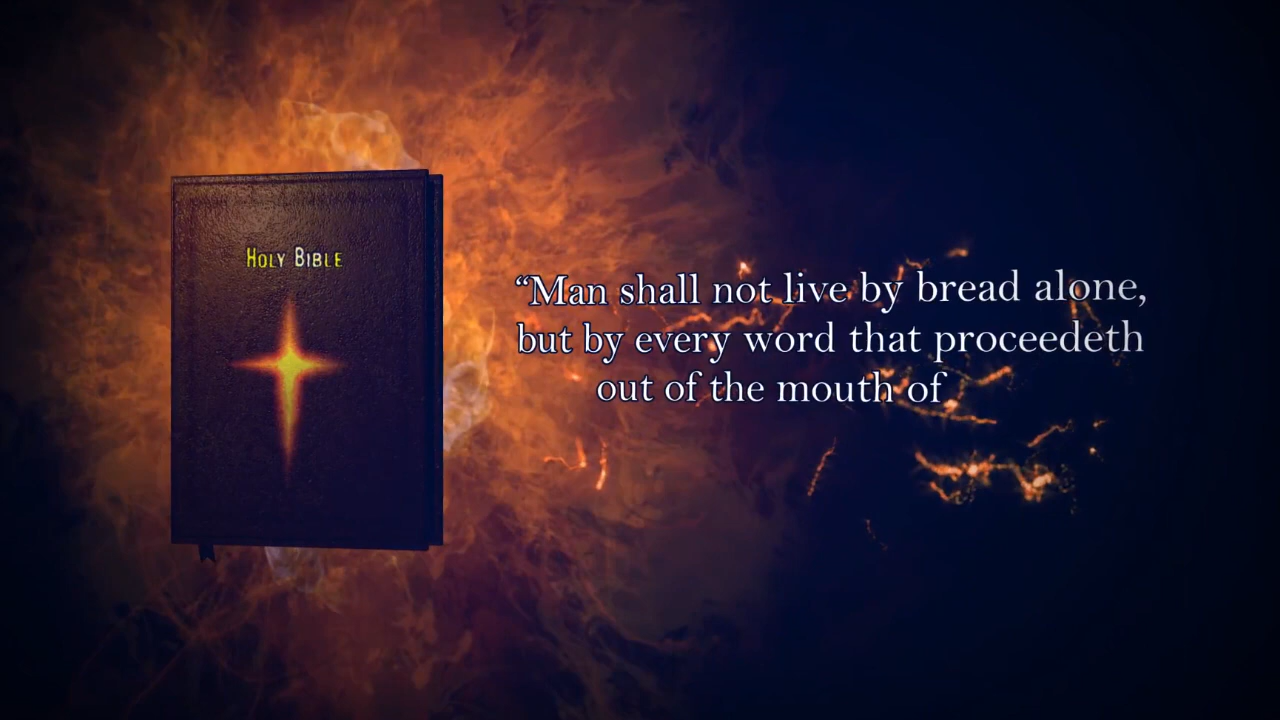 HOLY BIBLE
“Man shall not live by bread alone,
but by every word that proceedeth
out of the mouth of